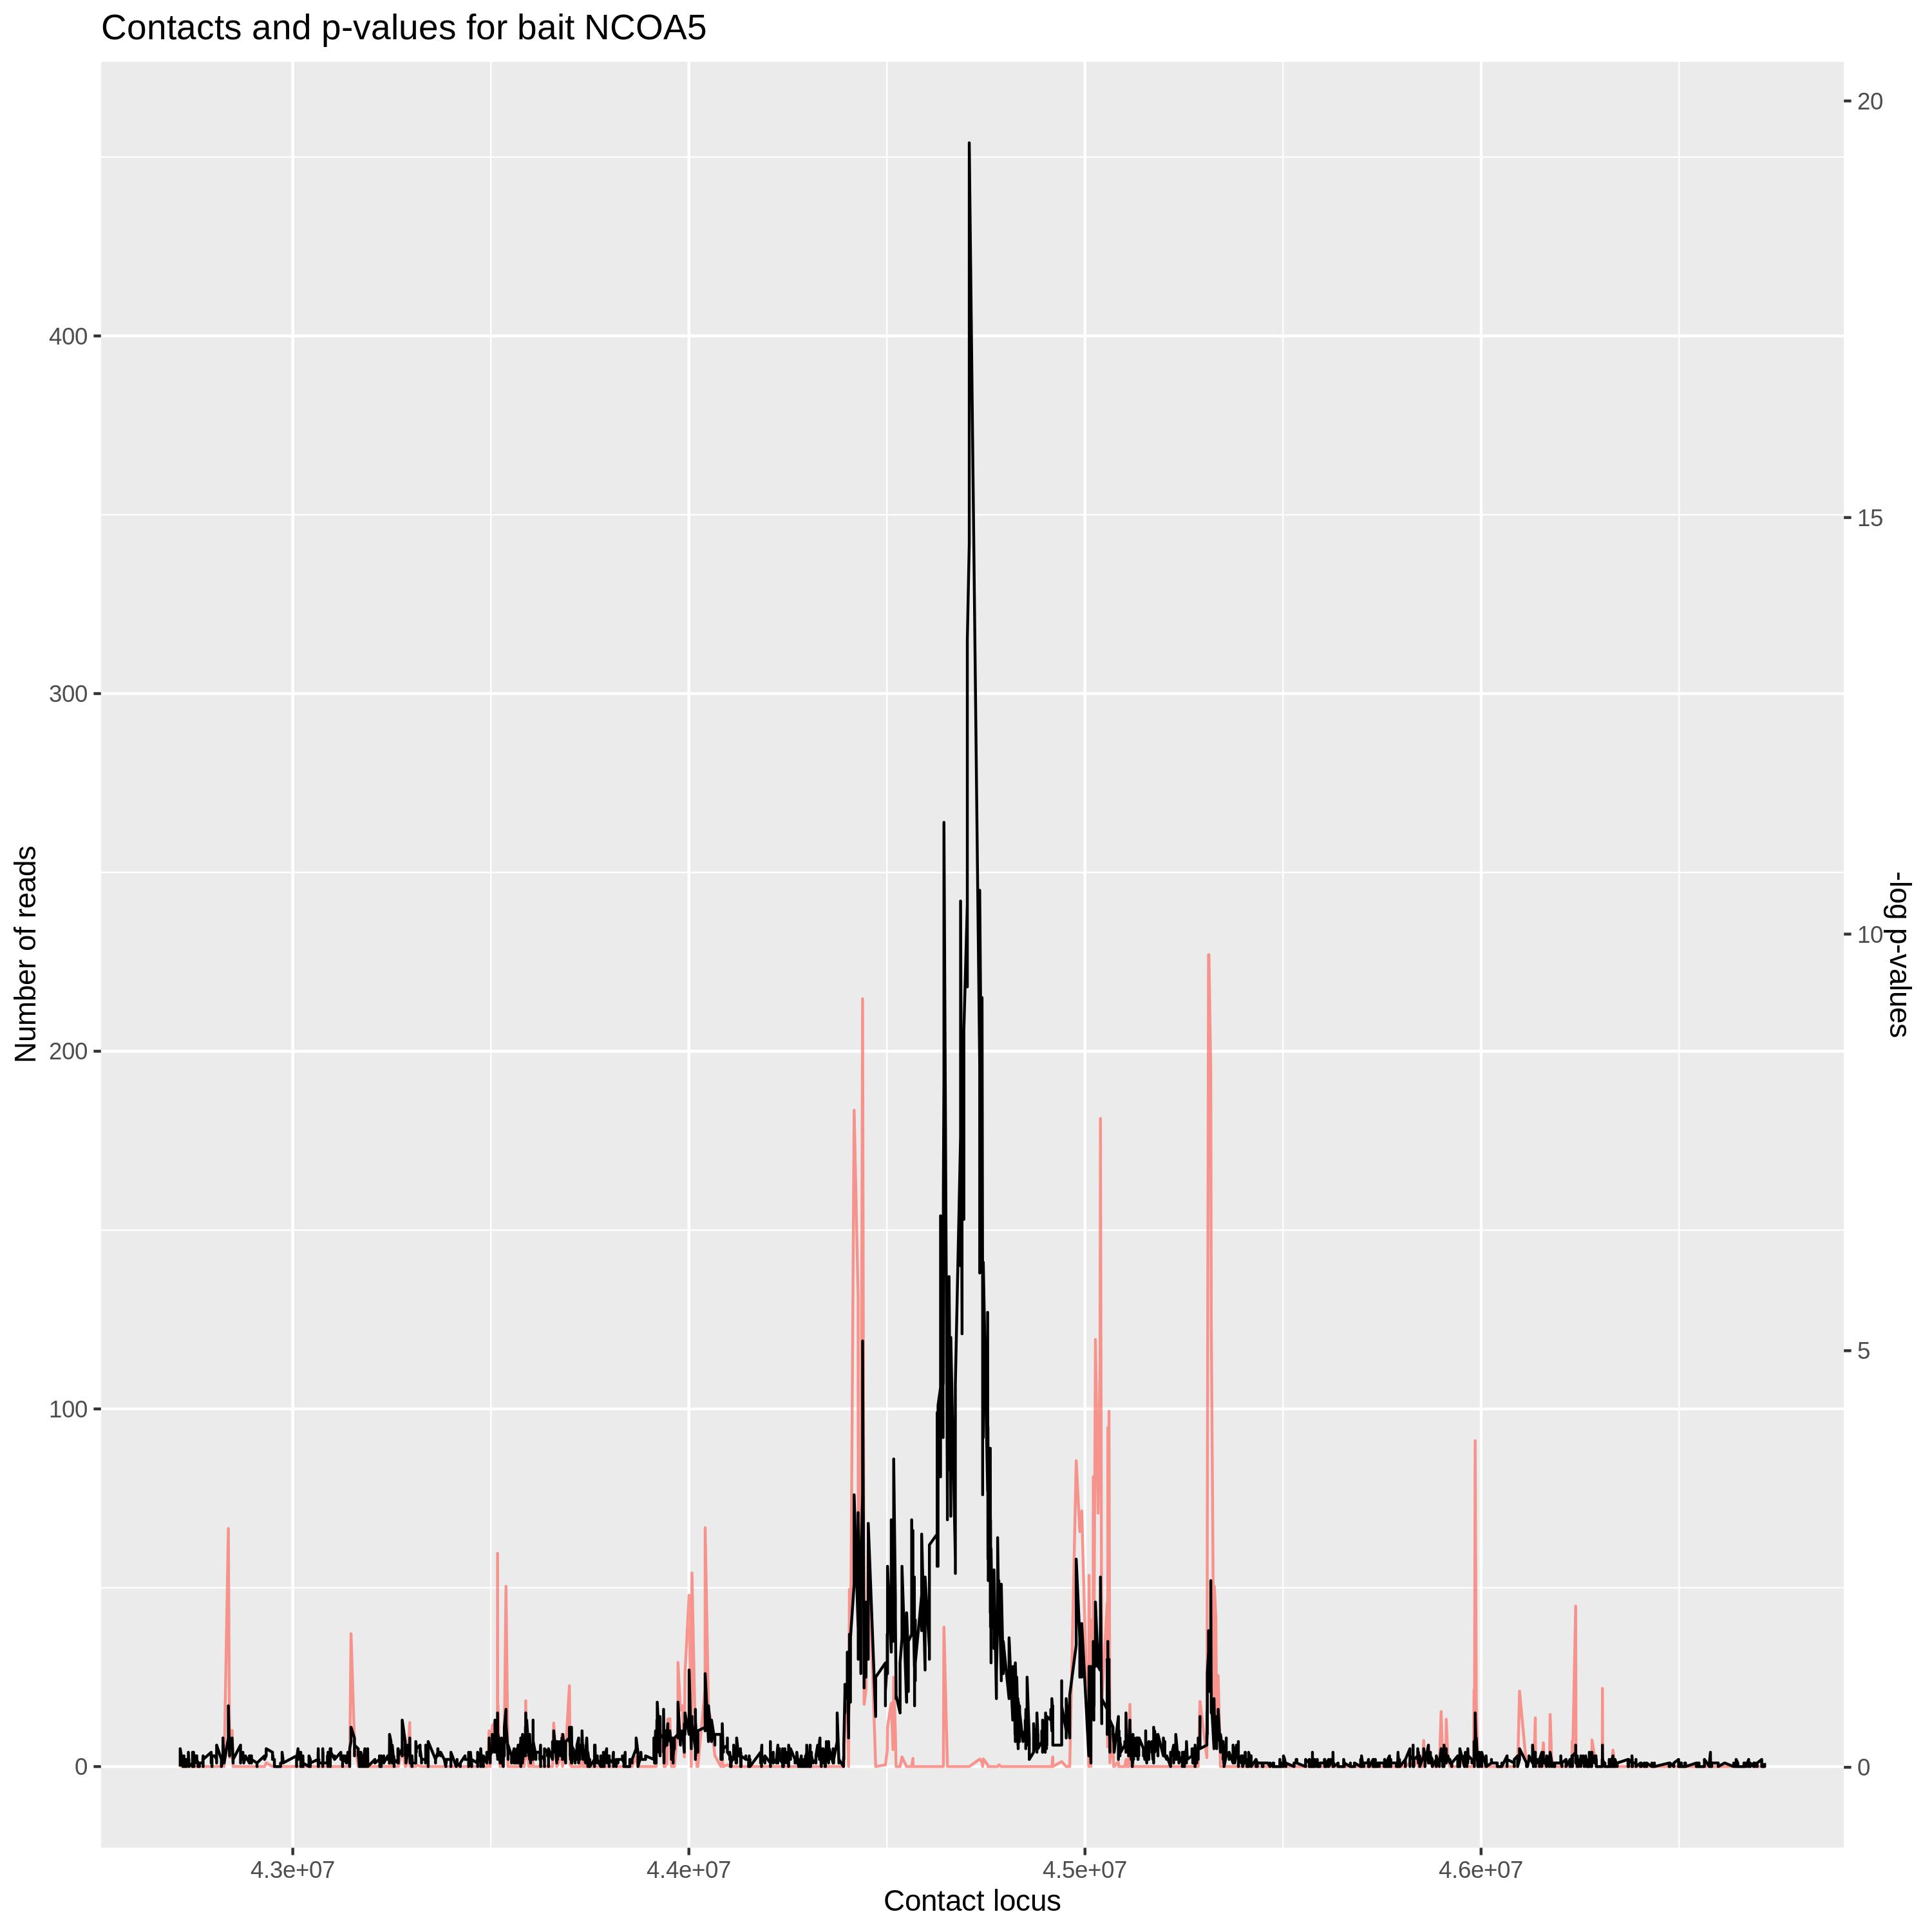 Contacts and p-values for bait NCOA5
Number of reads
400
300
200
100
0
20
15
10
5
0
-log p-values
4.3e+07
4.4e+07
4.5e+07
4.6e+07
Contact locus